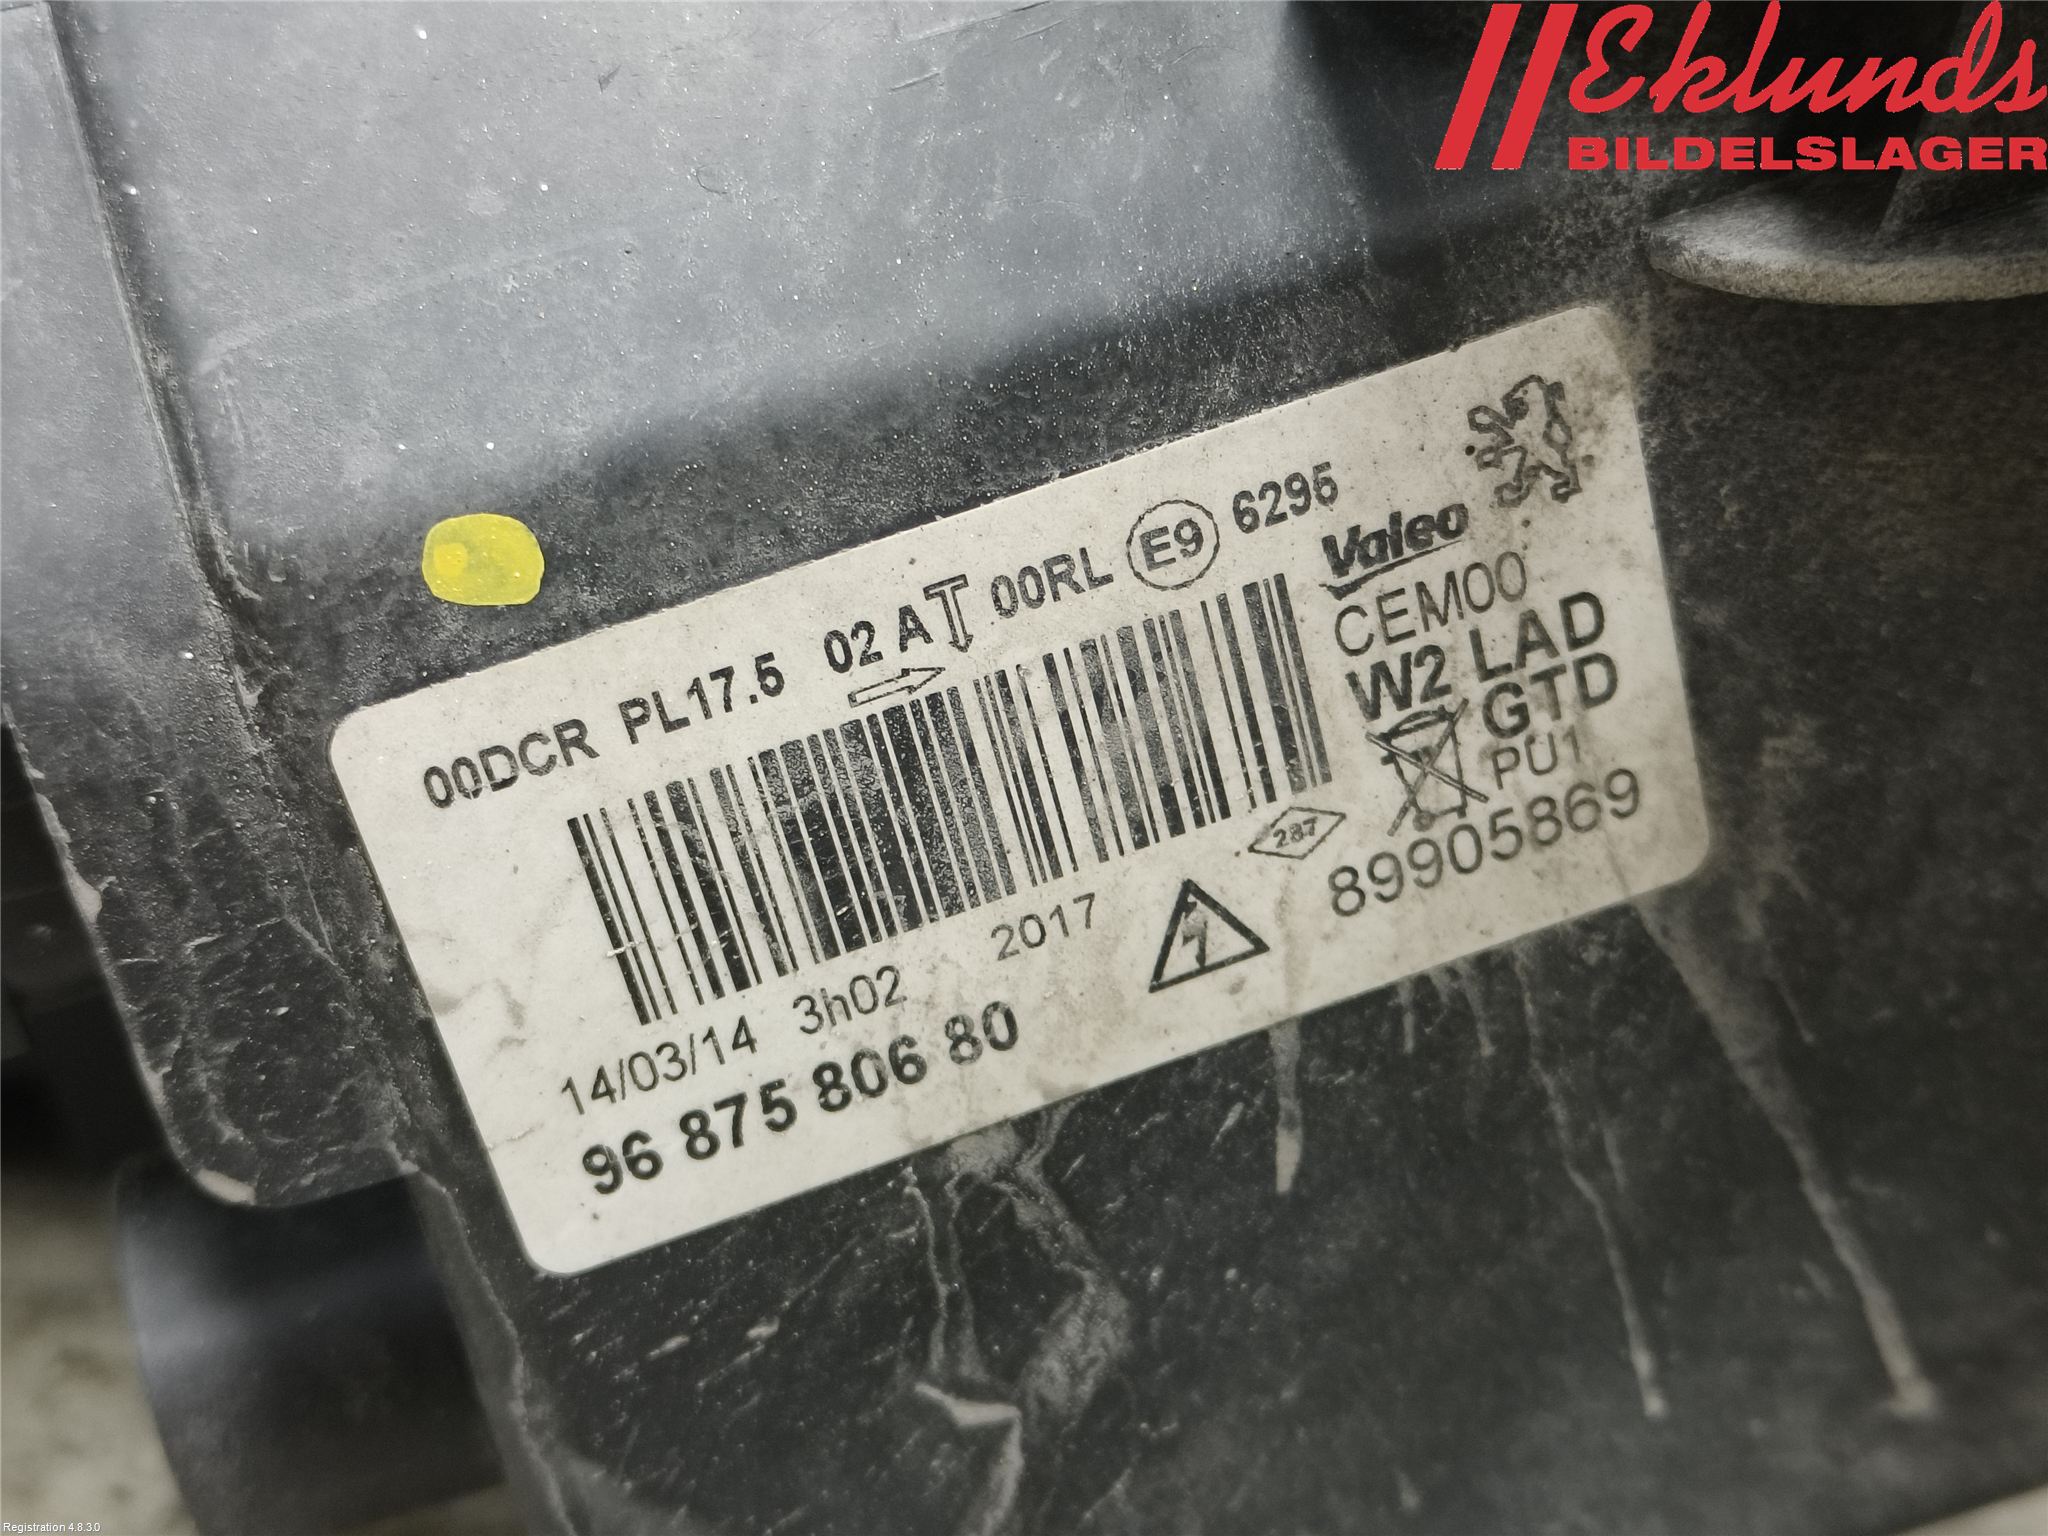 Eklunds
BILDELSLAGER
00DCR PL17.5 02 A 00RL E9 6295
Valeo
CEM00
W2 LAD
GTD
PU1
287
89905869
14/03/14 3h02 2017
96 875 806 80
Registration 4.8.3.0